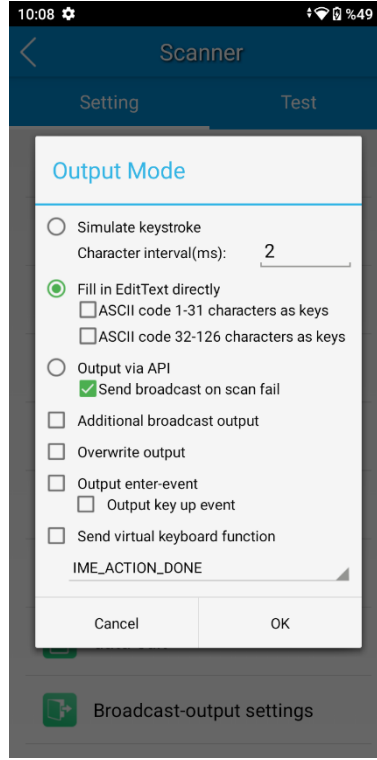 10:08 %49
Scanner
Setting Test
Output Mode
Simulate keystroke
Character interval(ms): 2
Fill in EditText directly
ASCII code 1-31 characters as keys
ASCII code 32-126 characters as keys
Output via API
Send broadcast on scan fail
Additional broadcast output
Overwrite output
Output enter-event
Output key up event
Send virtual keyboard function
IME_ACTION_DONE
Cancel OK
Broadcast-output settings